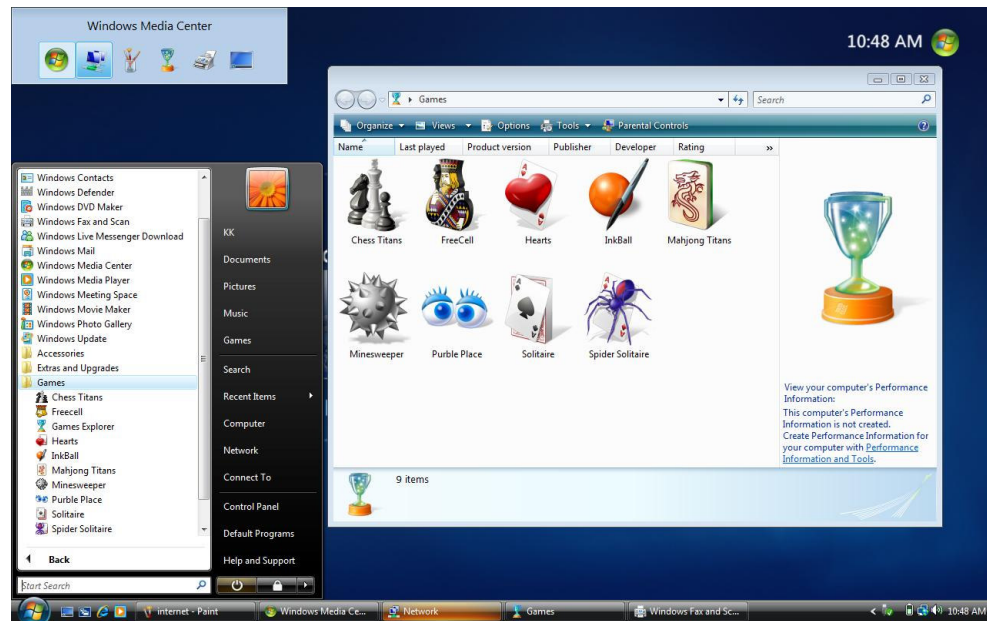 Windows Media Center
10:48 AM
Games
Search
Organize
Views
Options
Tools
Parental Controls
Name
Last played
Product version
Publisher
Developer
Rating
»
Chess Titans
FreeCell
Hearts
InkBall
Mahjong Titans
Minesweeper
Purble Place
Solitaire
Spider Solitaire
View your computer's Performance
Information:
This computer's Performance
Information is not created.
Create Performance Information for
your computer with Performance
Information and Tools.
9 items
Windows Contacts
Windows Defender
Windows DVD Maker
Windows Fax and Scan
Windows Live Messenger Download
Windows Mail
Windows Media Center
Windows Media Player
Windows Meeting Space
Windows Movie Maker
Windows Photo Gallery
Windows Update
Accessories
Extras and Upgrades
Games
Chess Titans
Freecell
Games Explorer
Hearts
InkBall
Mahjong Titans
Minesweeper
Purble Place
Solitaire
Spider Solitaire
Back
Start Search
KK
Documents
Pictures
Music
Games
Search
Recent Items
Computer
Network
Connect To
Control Panel
Default Programs
Help and Support
internet - Paint
Windows Media Ce...
Network
Games
Windows Fax and Sc...
10:48 AM